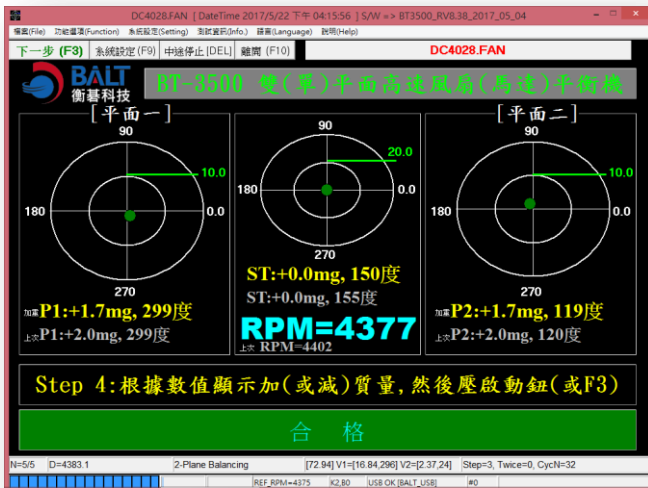 DC4028.FAN [ DateTime 2017/5/22 下午 04:15:56 ] S/W => BT3500_RVB.38_2017_05_04
檔案(File) 功能選項(Function) 系統設定(Setting) 測試資訊(Info.) 語言(Language) 說明(Help)
下一步 (F3) 系統設定(F9) 中途停止[DEL] 離開 (F10) DC4028.FAN
BALT
衡碁科技
BT-3500 雙(單)平面高速風扇(馬達)平衡機
[平面一] [平面二]
90 90 90
10.0 20.0 10.0
180 0.0 180 0.0 180 0.0
270 270 270
加重P1:+1.7mg, 299度
上次P1:+2.0mg, 299度
ST:+0.0mg, 150度
ST:+0.0mg, 155度
RPM=4377
上次 RPM=4402
加重P2:+1.7mg, 119度
上次P2:+2.0mg, 120度
Step 4:根據數值顯示加(或減)質量,然後壓啟動鈕(或F3)
合 格
N=5/5 D=4383.1 2-Plane Balancing [72.94] V1=[16.84,296] V2=[2.37,24] Step=3, Twice=0, CycN=32
REF_RPM=4375 K2,B0 USB OK [BALT_USB] #0